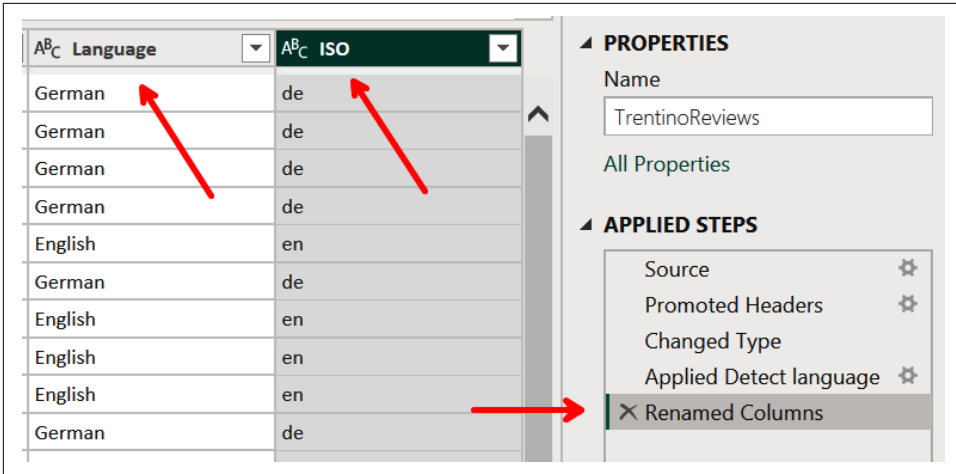 ABC Language ABC ISO
German de
German de
German de
German de
English en
German de
English en
English en
English en
German de
PROPERTIES
Name
TrentinoReviews
All Properties
APPLIED STEPS
Source
Promoted Headers
Changed Type
Applied Detect language
Renamed Columns